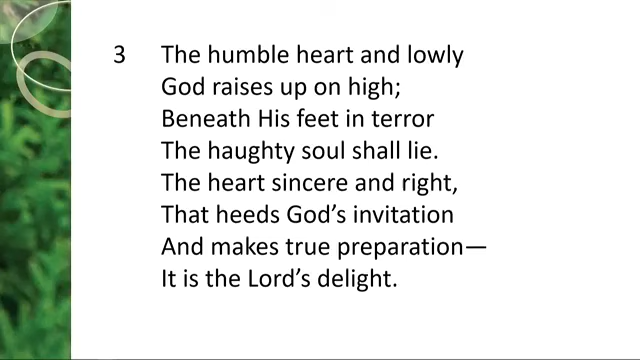 3 The humble heart and lowly
God raises up on high;
Beneath His feet in terror
The haughty soul shall lie.
The heart sincere and right,
That heeds God’s invitation
And makes true preparation—
It is the Lord’s delight.